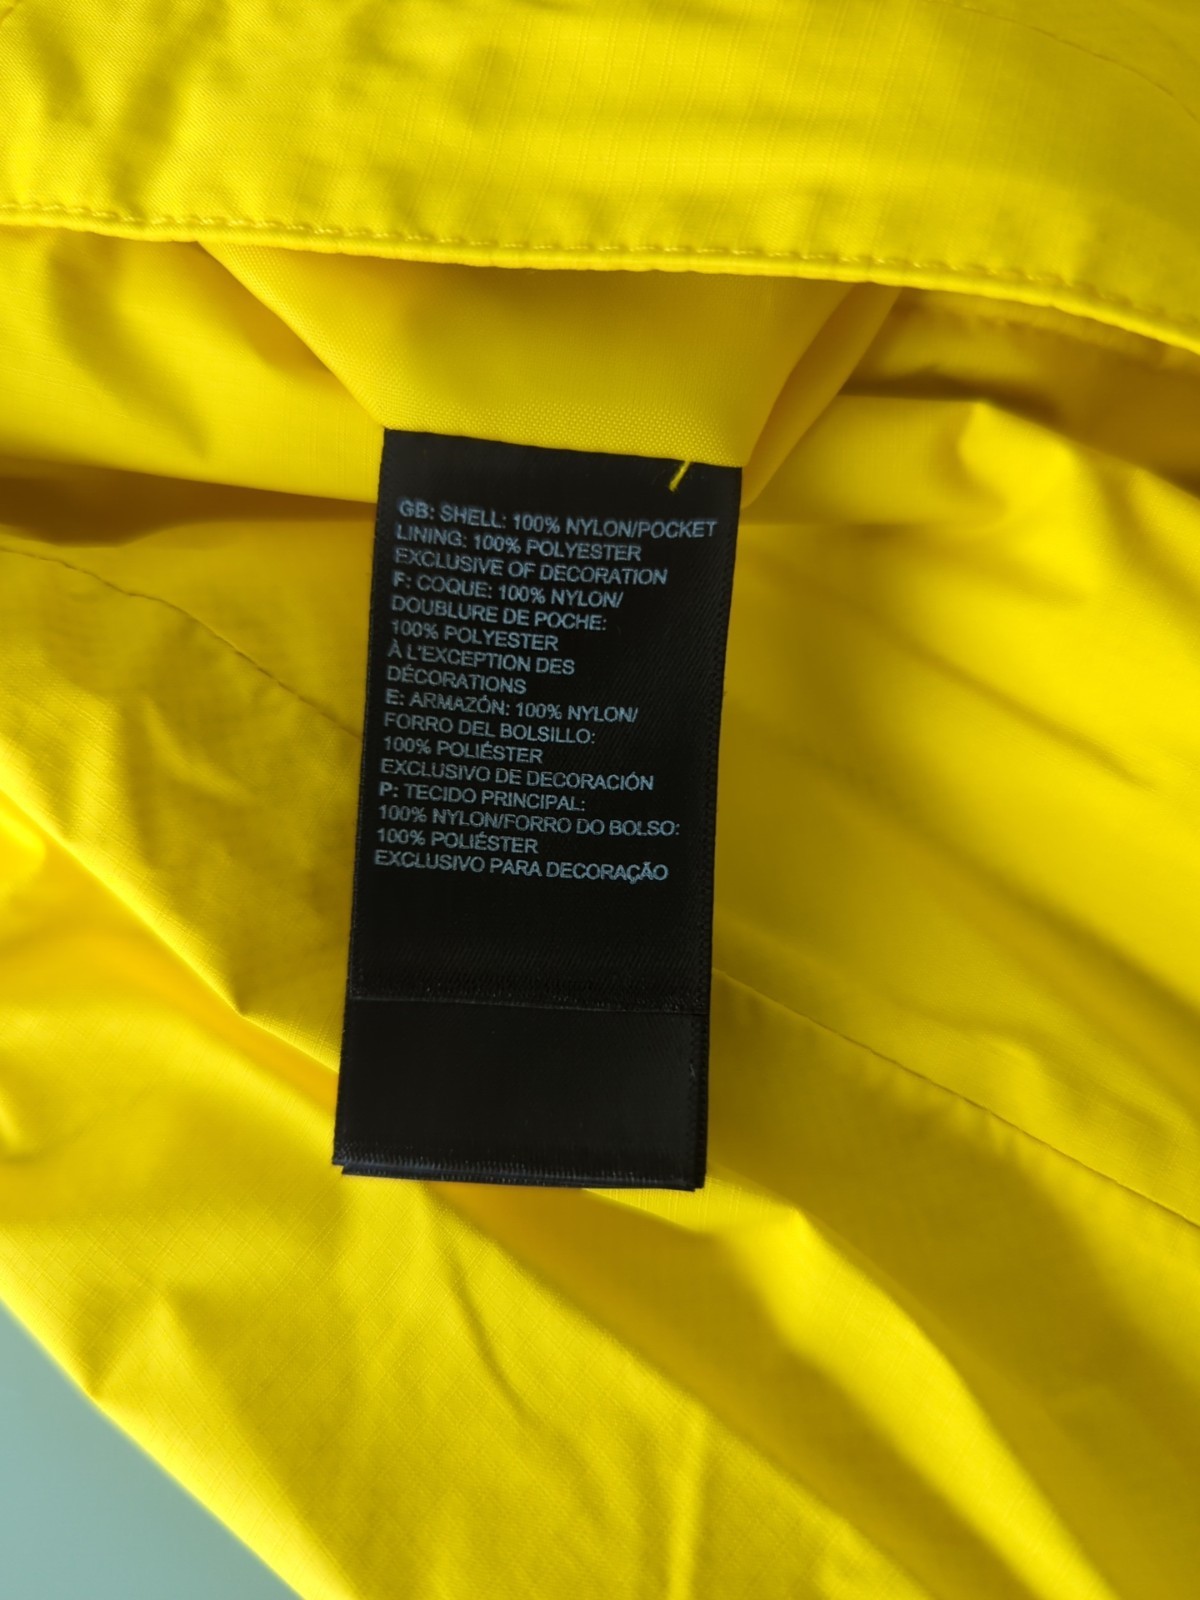 GB: SHELL: 100% NYLON/POCKET
LINING: 100% POLYESTER
EXCLUSIVE OF DECORATION
F: COQUE: 100% NYLON/
DOUBLURE DE POCHE:
100% POLYESTER
À L'EXCEPTION DES
DÉCORATIONS
E: ARMAZÓN: 100% NYLON/
FORRO DEL BOLSILLO:
100% POLIÉSTER
EXCLUSIVO DE DECORACIÓN
P: TECIDO PRINCIPAL:
100% NYLON/FORRO DO BOLSO:
100% POLIÉSTER
EXCLUSIVO PARA DECORAÇÃO